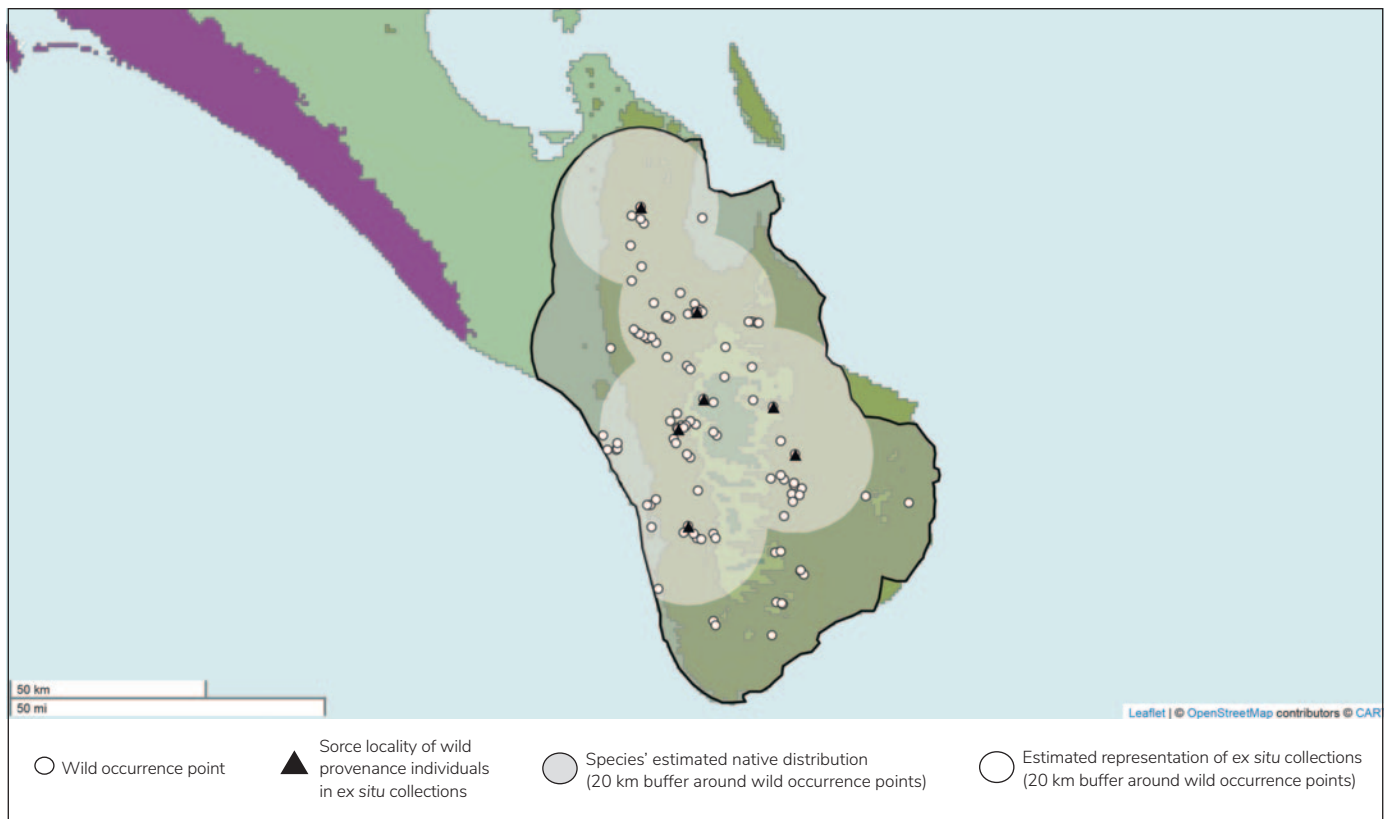 50 km
50 mi
Leaflet | © OpenStreetMap contributors © CAR
Wild occurrence point
Sorce locality of wild
provenance individuals
in ex situ collections
Species' estimated native distribution
(20 km buffer around wild occurrence points)
Estimated representation of ex situ collections
(20 km buffer around wild occurrence points)